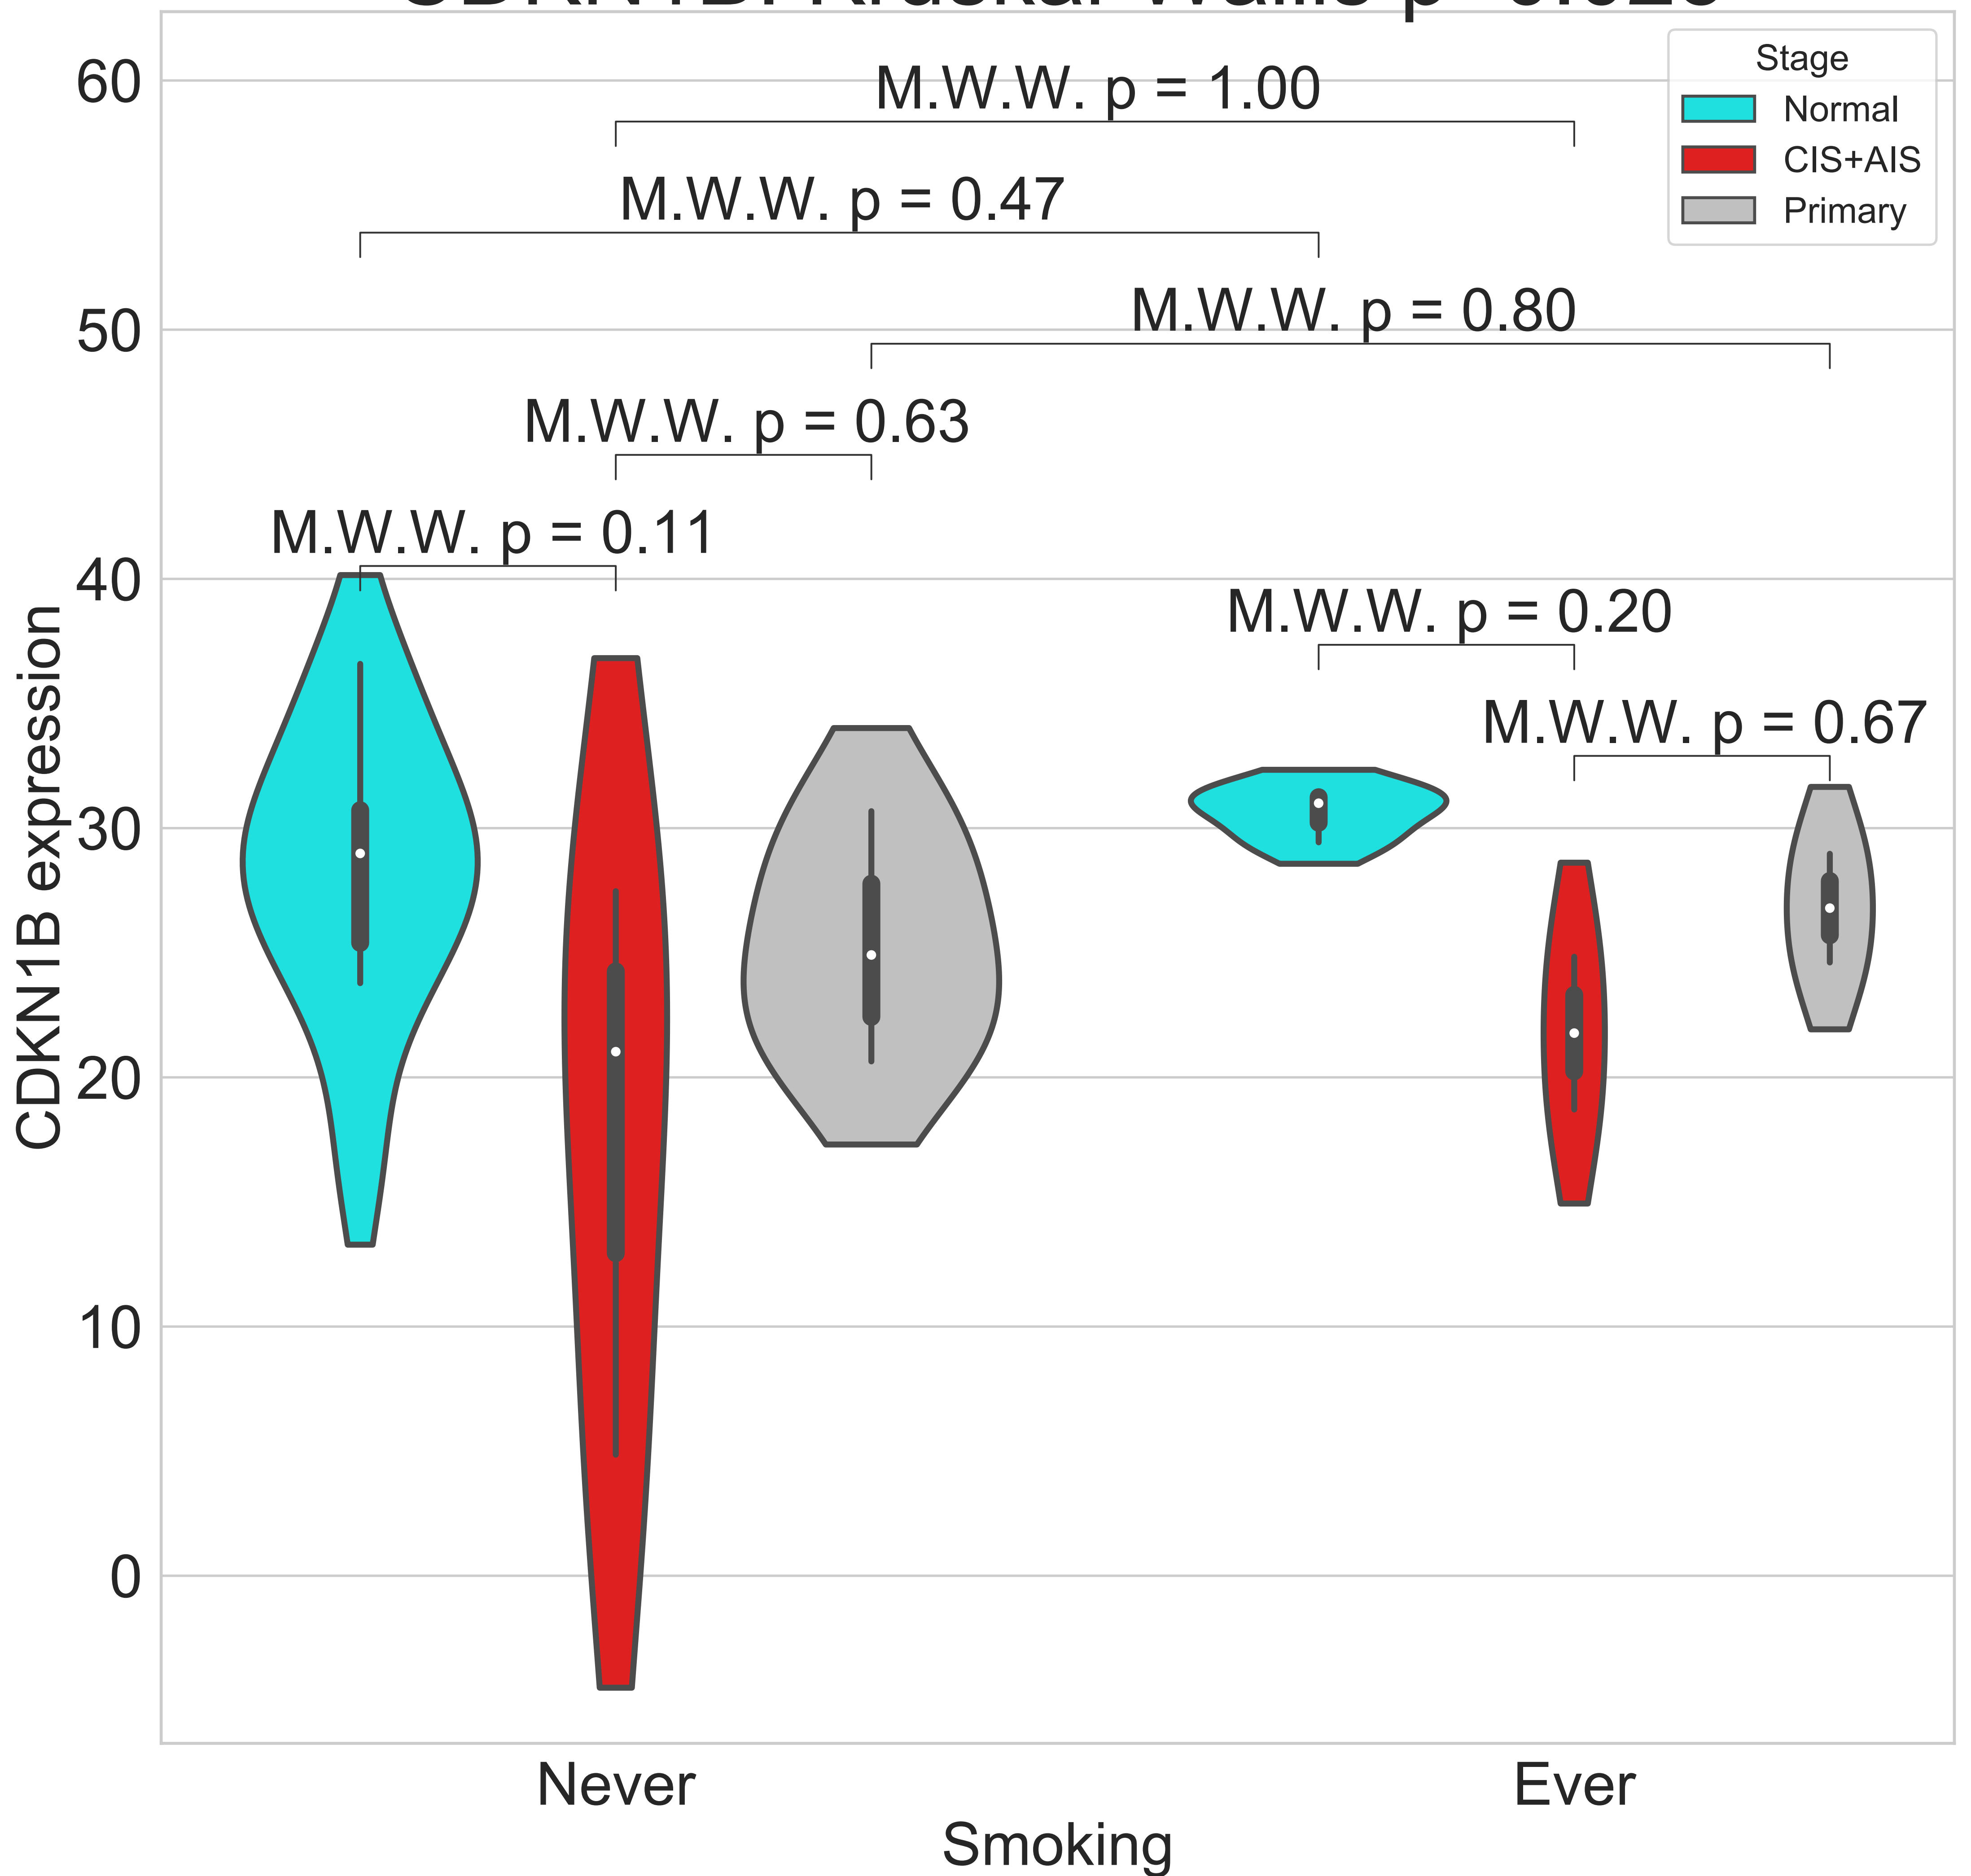 60
50
40
30
20
10
0
CDKN1B expression
M.W.W. p = 1.00
M.W.W. p = 0.47
M.W.W. p = 0.80
M.W.W. p = 0.63
M.W.W. p = 0.11
M.W.W. p = 0.20
M.W.W. p = 0.67
Stage
Normal
CIS+AIS
Primary
Never
Ever
Smoking